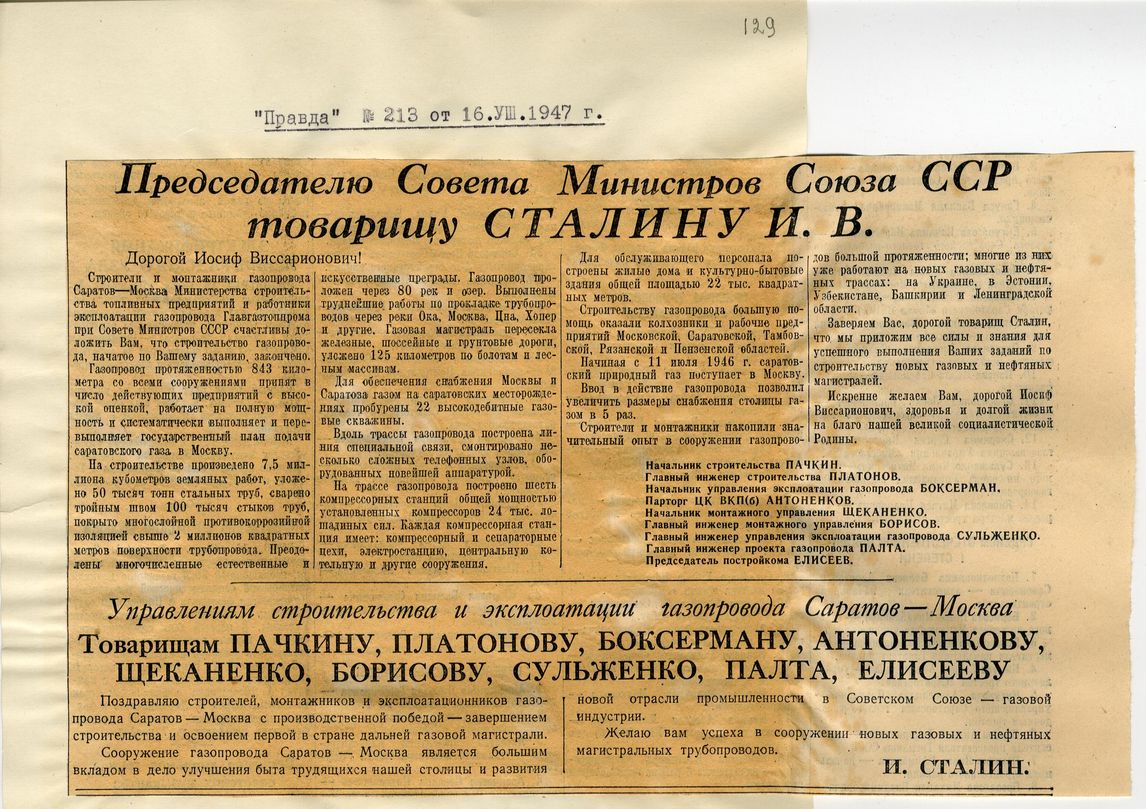 129
"Правда" № 213 от 16.УШ.1947 г.
Председателю Совета Министров Союза ССР
товарищу СТАЛИНУ И. В.
Дорогой Иосиф Виссарионович!
Строители и монтажники газопровода
Саратов—Москва Министерства строитель-
ства топливных предприятий и работники
эксплоатации газопровода Главгазтоппрома
при Совете Министров СССР счастливы до-
ложить Вам, что строительство газопрово-
да, начатое по Вашему заданию, закончено.
Газопровод протяженностью 843 кило-
метра со всеми сооружениями принят в
число действующих предприятий с высо-
кой оценкой, работает на полную мощ-
ность и систематически выполняет и пере-
выполняет государственный план подачи
саратовского газа в Москву.
На строительстве произведено 7,5 мил-
лиона кубометров земляных работ, уложе-
но 50 тысяч тонн стальных труб, сварено
тройным швом 100 тысяч стыков труб,
покрыто многослойной противокоррозийной
изоляцией свыше 2 миллионов квадратных
метров поверхности трубопровода. Преодо-
лены многочисленные естественные и
искусственные преграды. Газопровод про-
ложен через 80 рек и озер. Выполнены
труднейшие работы по прокладке трубопро-
водов через реки Ока, Москва, Цна, Хопер
и другие. Газовая магистраль пересекла
железные, шоссейные и грунтовые дороги,
уложено 125 километров по болотам и лес-
ным массивам.
Для обеспечения снабжения Москвы и
Саратова газом на саратовских месторожде-
ниях пробурены 22 высокодебитные газо-
вые скважины.
Вдоль трассы газопровода построена ли-
ния специальной связи, смонтировано не-
сколько сложных телефонных узлов, обо-
рудованных новейшей аппаратурой.
На трассе газопровода построено шесть
компрессорных станций общей мощностью
установленных компрессоров 24 тыс. ло-
шадиных сил. Каждая компрессорная стан-
ция имеет: компрессорный и сепараторные
цехи, электростанцию, центральную ко-
тельную и другие сооружения.
Для обслуживающего персонала по-
строены жилые дома и культурно-бытовые
здания общей площадью 22 тыс. квадрат-
ных метров.
Строительству газопровода большую по-
мощь оказали колхозники и рабочие пред-
приятий Московской, Саратовской, Тамбов-
ской, Рязанской и Пензенской областей.
Начиная с 11 июля 1946 г. саратов-
ский природный газ поступает в Москву.
Ввод в действие газопровода позволил
увеличить размеры снабжения столицы га-
зом в 5 раз.
Строители и монтажники накопили зна-
чительный опыт в сооружении газопрово-
дов большой протяженности; многие из них
уже работают на новых газовых и нефтя-
ных трассах: на Украине, в Эстонии,
Узбекистане, Башкирии и Ленинградской
области.
Заверяем Вас, дорогой товарищ Сталин,
что мы приложим все силы и знания для
успешного выполнения Ваших заданий по
строительству новых газовых и нефтяных
магистралей.
Искренне желаем Вам, дорогой Иосиф
Виссарионович, здоровья и долгой жизни
на благо нашей великой социалистической
Родины.
Начальник строительства ПАЧКИН.
Главный инженер строительства ПЛАТОНОВ.
Начальник управления эксплоатации газопровода БОКСЕРМАН.
Парторг ЦК ВКП(б) АНТОНЕНКОВ.
Начальник монтажного управления ЩЕКАНЕНКО.
Главный инженер монтажного управления БОРИСОВ.
Главный инженер управления эксплоатации газопровода СУЛЬЖЕНКО.
Главный инженер проекта газопровода ПАЛТА.
Председатель постройкома ЕЛИСЕЕВ.
Управлениям строительства и эксплоатации газопровода Саратов—Москва
Товарищам ПАЧКИНУ, ПЛАТОНОВУ, БОКСЕРМАНУ, АНТОНЕНКОВУ,
ЩЕКАНЕНКО, БОРИСОВУ, СУЛЬЖЕНКО, ПАЛТА, ЕЛИСЕЕВУ
Поздравляю строителей, монтажников и эксплоатационников газо-
провода Саратов — Москва с производственной победой — завершением
строительства и освоением первой в стране дальней газовой магистрали.
Сооружение газопровода Саратов — Москва является большим
вкладом в дело улучшения быта трудящихся нашей столицы и развития
новой отрасли промышленности в Советском Союзе — газовой
индустрии.
Желаю вам успеха в сооружении новых газовых и нефтяных
магистральных трубопроводов.
И. СТАЛИН.